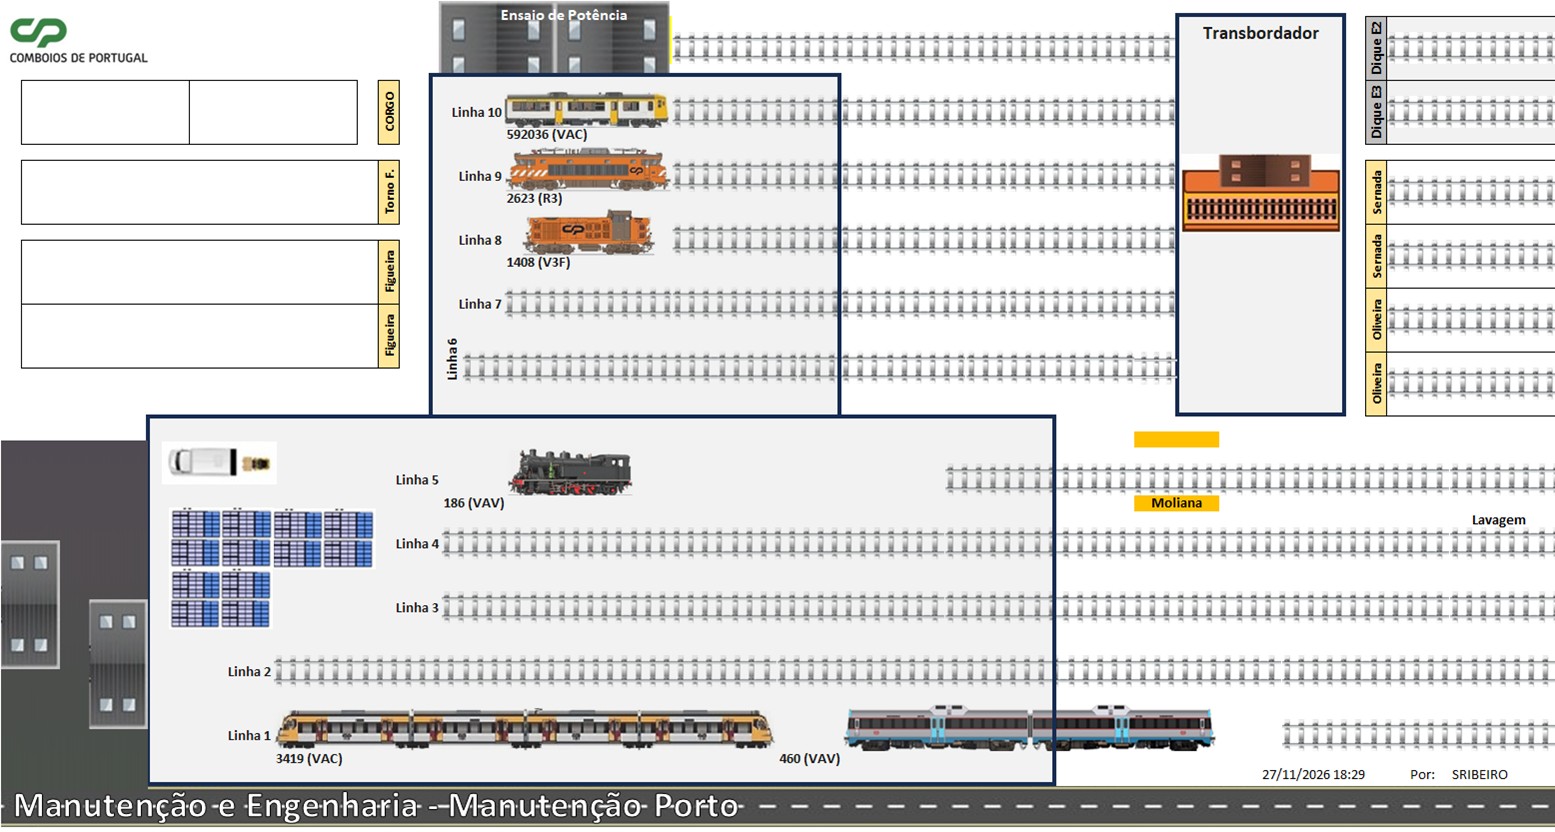 CP
COMBOIOS DE PORTUGAL
CORGO
Torno F.
Figueira
Figueira
Ensaio de Potência
Linha 10
592036 (VAC)
Linha 9
2623 (R3)
Linha 8
1408 (V3F)
Linha 7
Linha 6
Transbordador
Dique E2
Dique E3
Sernada
Sernada
Oliveira
Oliveira
Linha 5
186 (VAV)
Moliana
Lavagem
Linha 4
Linha 3
Linha 2
Linha 1
3419 (VAC)
460 (VAV)
27/11/2026 18:29 Por: SRIBEIRO
Manutenção e Engenharia - Manutenção Porto